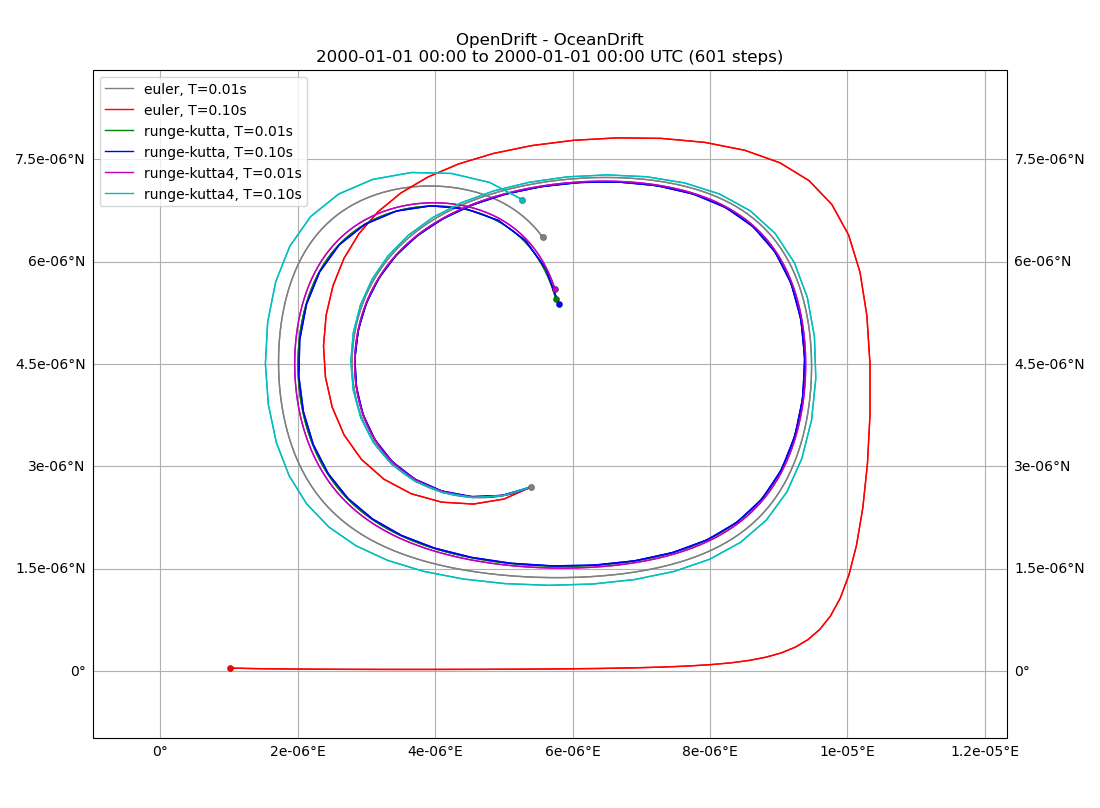 OpenDrift - OceanDrift
2000-01-01 00:00 to 2000-01-01 00:00 UTC (601 steps)
euler, T=0.01s
euler, T=0.10s
runge-kutta, T=0.01s
runge-kutta, T=0.10s
runge-kutta4, T=0.01s
runge-kutta4, T=0.10s
7.5e-06°N
6e-06°N
4.5e-06°N
3e-06°N
1.5e-06°N
0°
7.5e-06°N
6e-06°N
4.5e-06°N
3e-06°N
1.5e-06°N
0°
0°
2e-06°E
4e-06°E
6e-06°E
8e-06°E
1e-05°E
1.2e-05°E